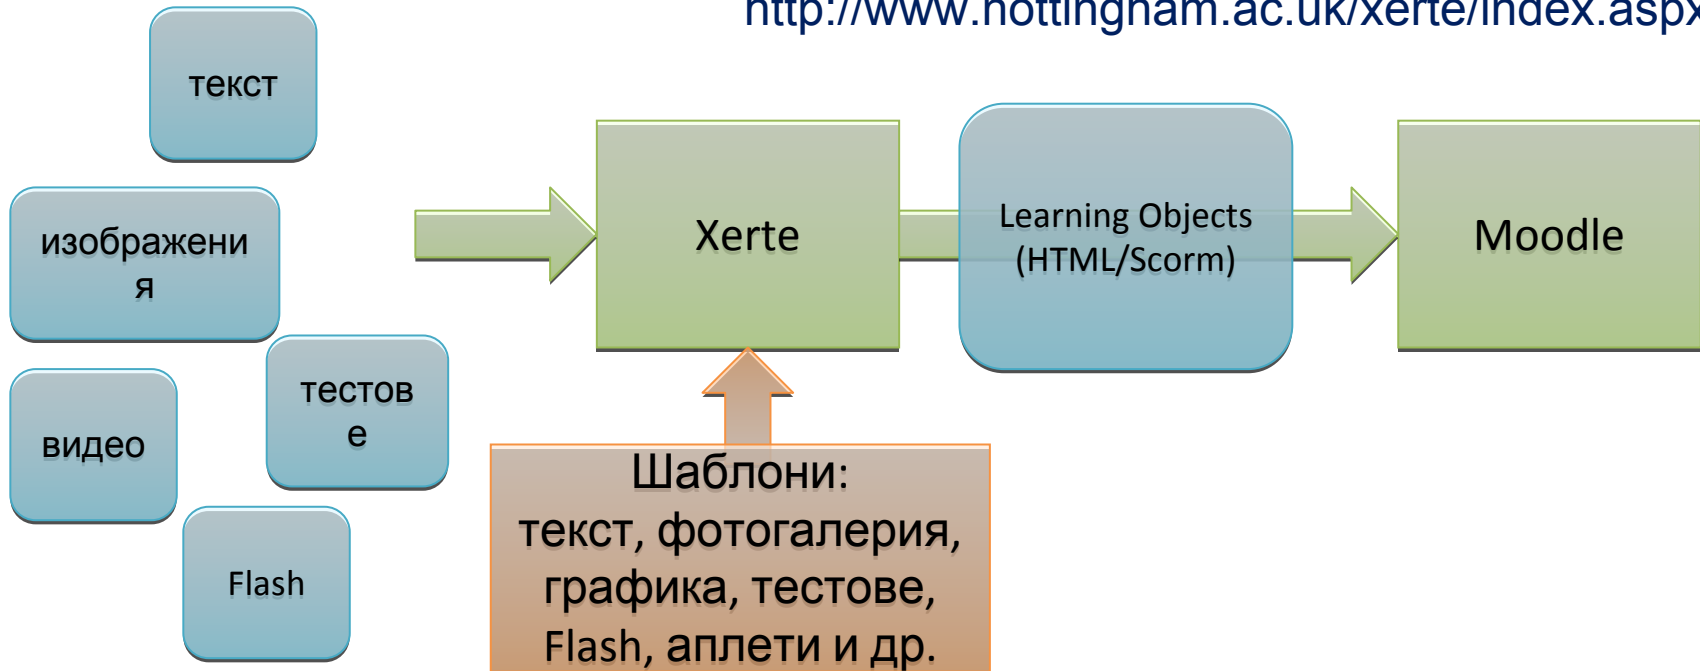 http://www.nottingham.ac.uk/xerte/index.aspx
текст
изображени
я
тестов
е
видео
Flash
Xerte
Learning Objects
(HTML/Scorm)
Moodle
Шаблони:
текст, фотогалерия,
графика, тестове,
Flash, аплети и др.